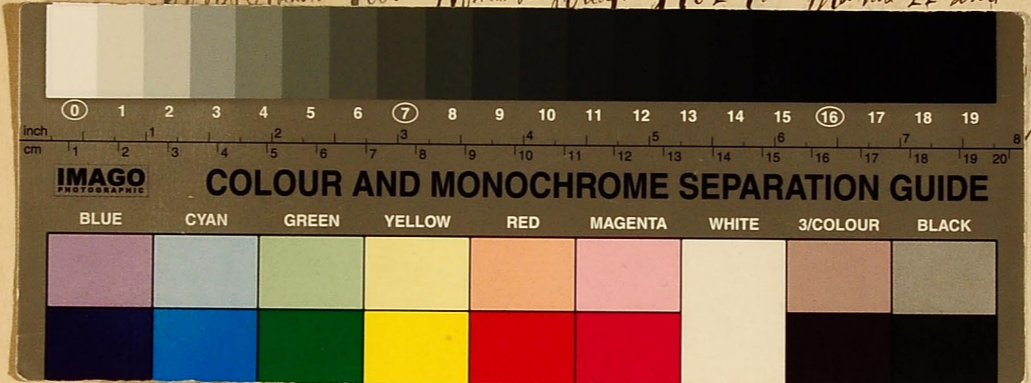 0 1 2 3 4 5 6 7 8 9 10 11 12 13 14 15 16 17 18 19
inch 1 2 3 4 5 6 7 8
cm 1 2 3 4 5 6 7 8 9 10 11 12 13 14 15 16 17 18 19 20
IMAGO
PHOTOGRAPHIC
COLOUR AND MONOCHROME SEPARATION GUIDE
BLUE CYAN GREEN YELLOW RED MAGENTA WHITE 3/COLOUR BLACK